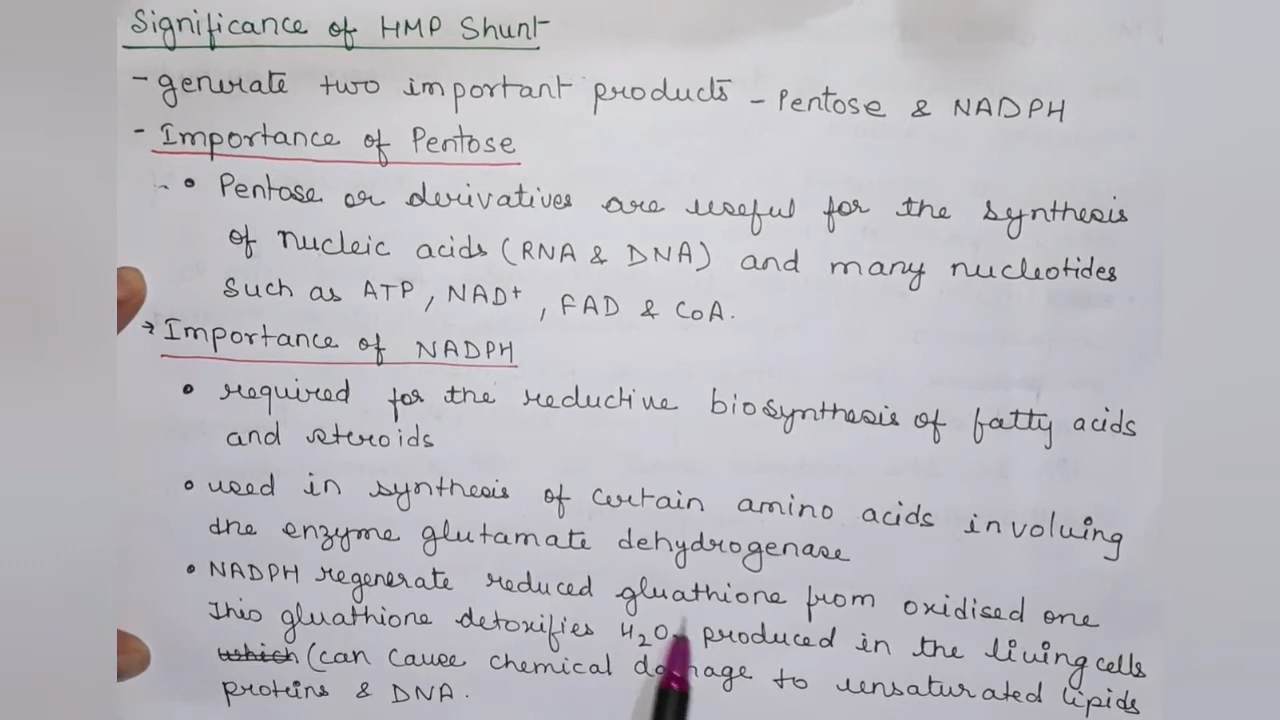 Significance of HMP Shunt
- generate two important products - Pentose & NADPH
- Importance of Pentose
• Pentose or derivatives are useful for the synthesis
of nucleic acids (RNA & DNA) and many nucleotides
such as ATP, NAD+, FAD & CoA.
→ Importance of NADPH
• required for the reductive biosynthesis of fatty acids
and steroids
• used in synthesis of certain amino acids involving
the enzyme glutamate dehydrogenase
• NADPH regenerate reduced gluathione from oxidised one
This gluathione detoxifies H2O produced in the living cells
which (can cause chemical damage to unsaturated lipids
proteins & DNA.